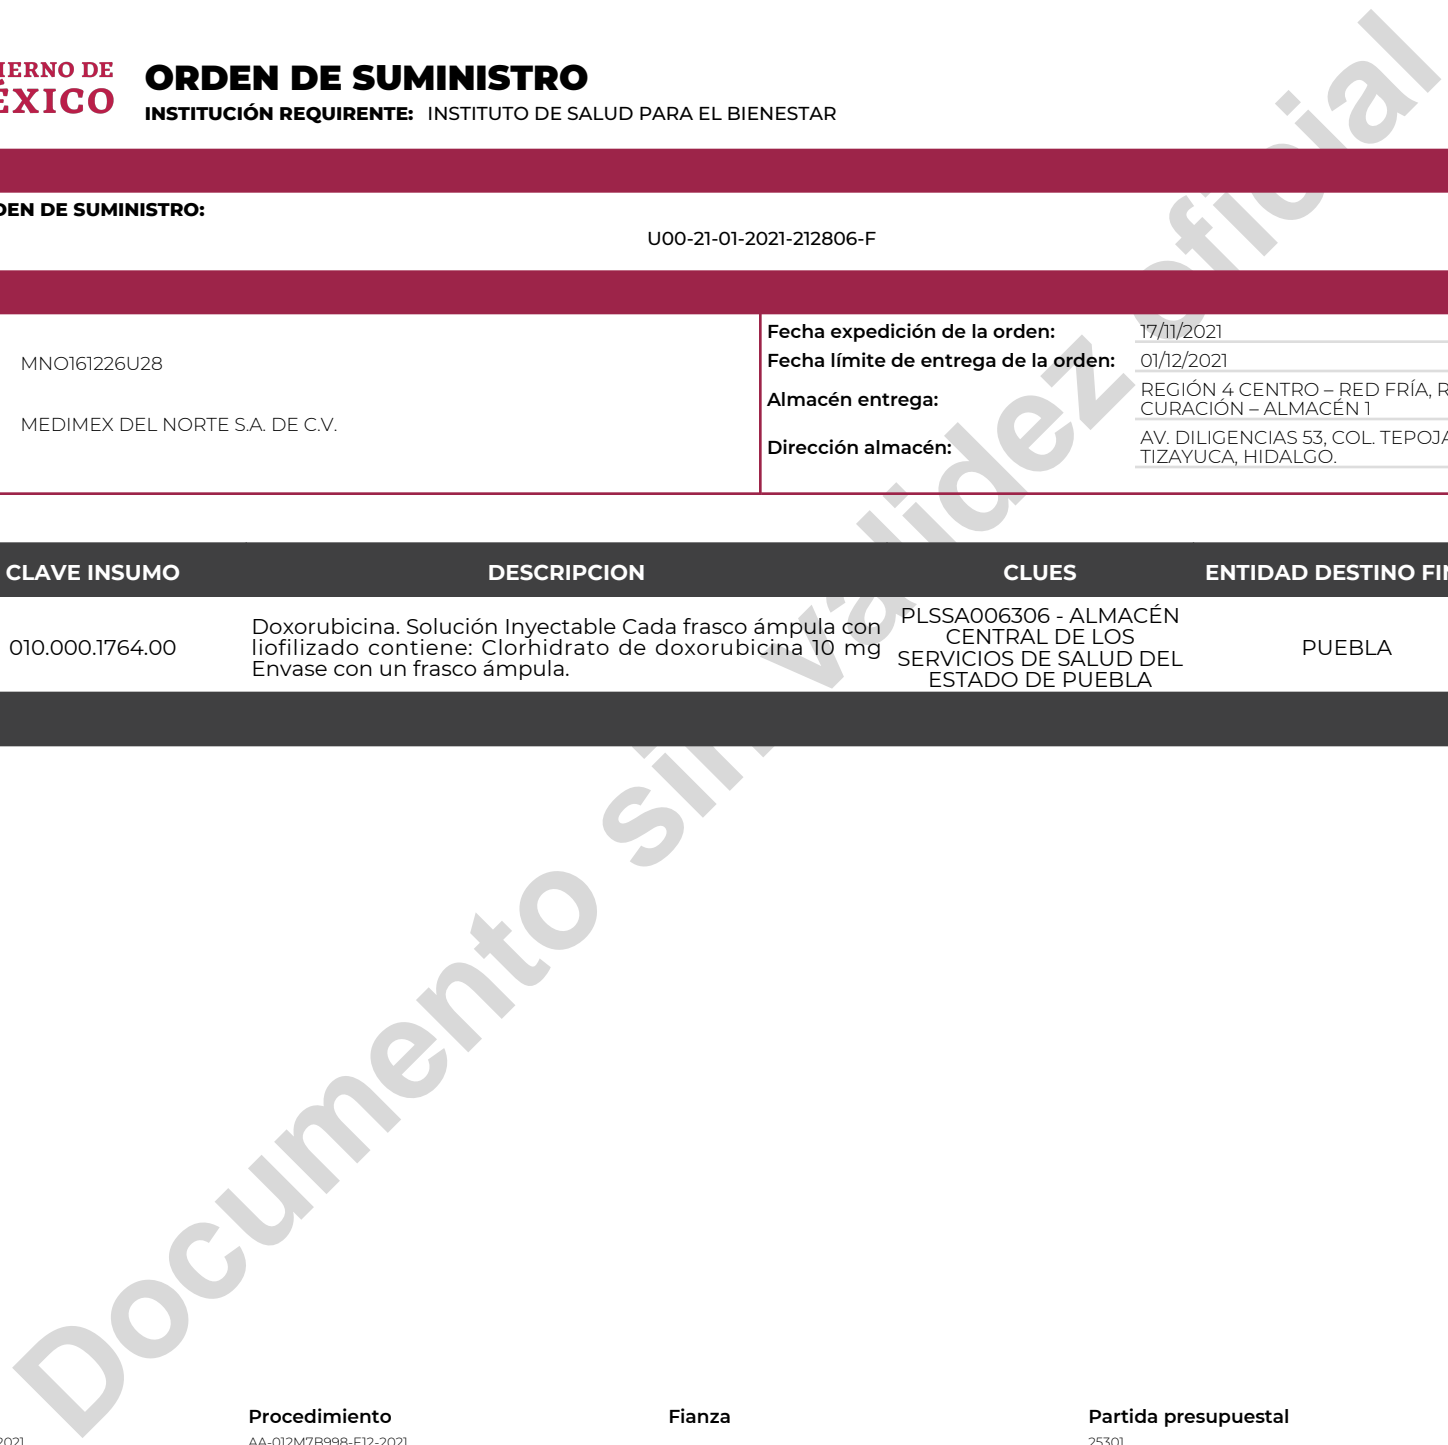 ORDEN DE SUMINISTRO
INSTITUCIÓN REQUIRENTE: INSTITUTO DE SALUD PARA EL BIENESTAR
DE
ÉXICO
DE SUMINISTRO:
U00-21-01-2021-212806-F
MNO161226U28
MEDIMEX DEL NORTE S.A. DE C.V.
Fecha expedición de la orden: 17/11/2021
Fecha límite de entrega de la orden: 01/12/2021
Almacén entrega: REGIÓN 4 CENTRO – RED FRÍA,
CURACIÓN – ALMACÉN 1
Dirección almacén: AV. DILIGENCIAS 53, COL.
TIZAYUCA, HIDALGO.
CLAVE INSUMO DESCRIPCION CLUES ENTIDAD DESTINO
010.000.1764.00
Doxorubicina. Solución Inyectable Cada frasco ámpula con
liofilizado contiene: Clorhidrato de doxorubicina 10 mg
Envase con un frasco ámpula.
PLSSA006306 - ALMACÉN
CENTRAL DE LOS
SERVICIOS DE SALUD DEL
ESTADO DE PUEBLA
PUEBLA
Documento sin validez oficial
Procedimiento Fianza Partida presupuestal
AA-012M7B998-E12-2021 25301